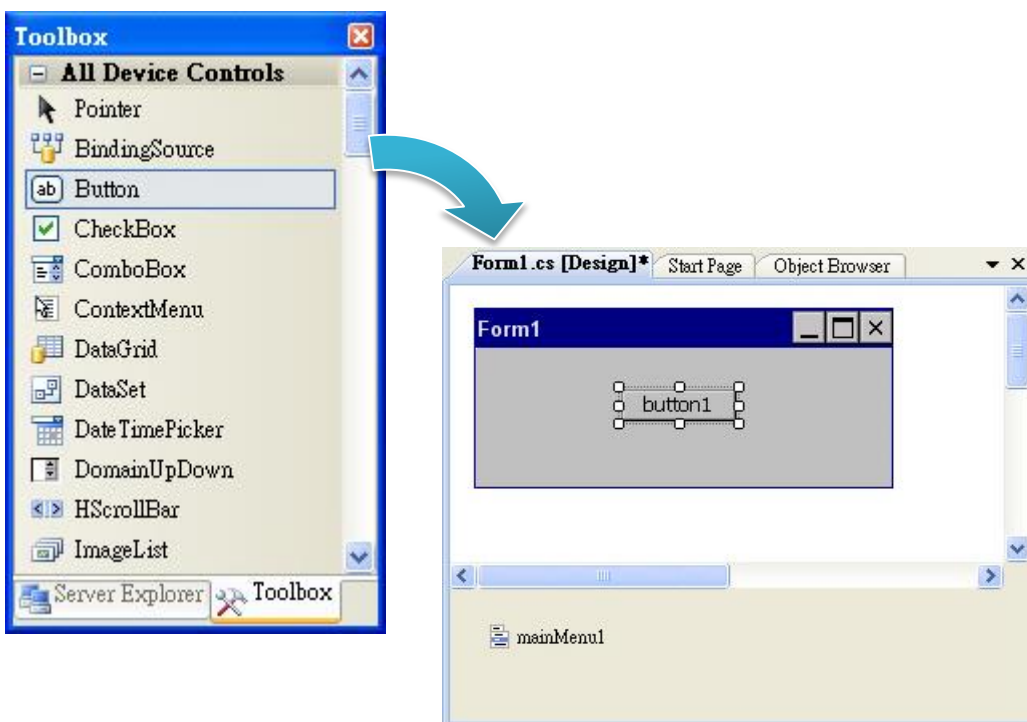 Toolbox
All Device Controls
Pointer
BindingSource
Button
CheckBox
ComboBox
ContextMenu
DataGrid
DataSet
DateTimePicker
DomainUpDown
HScrollBar
ImageList
Server Explorer Toolbox
Form1.cs [Design]* Start Page Object Browser
Form1
button1
mainMenu1